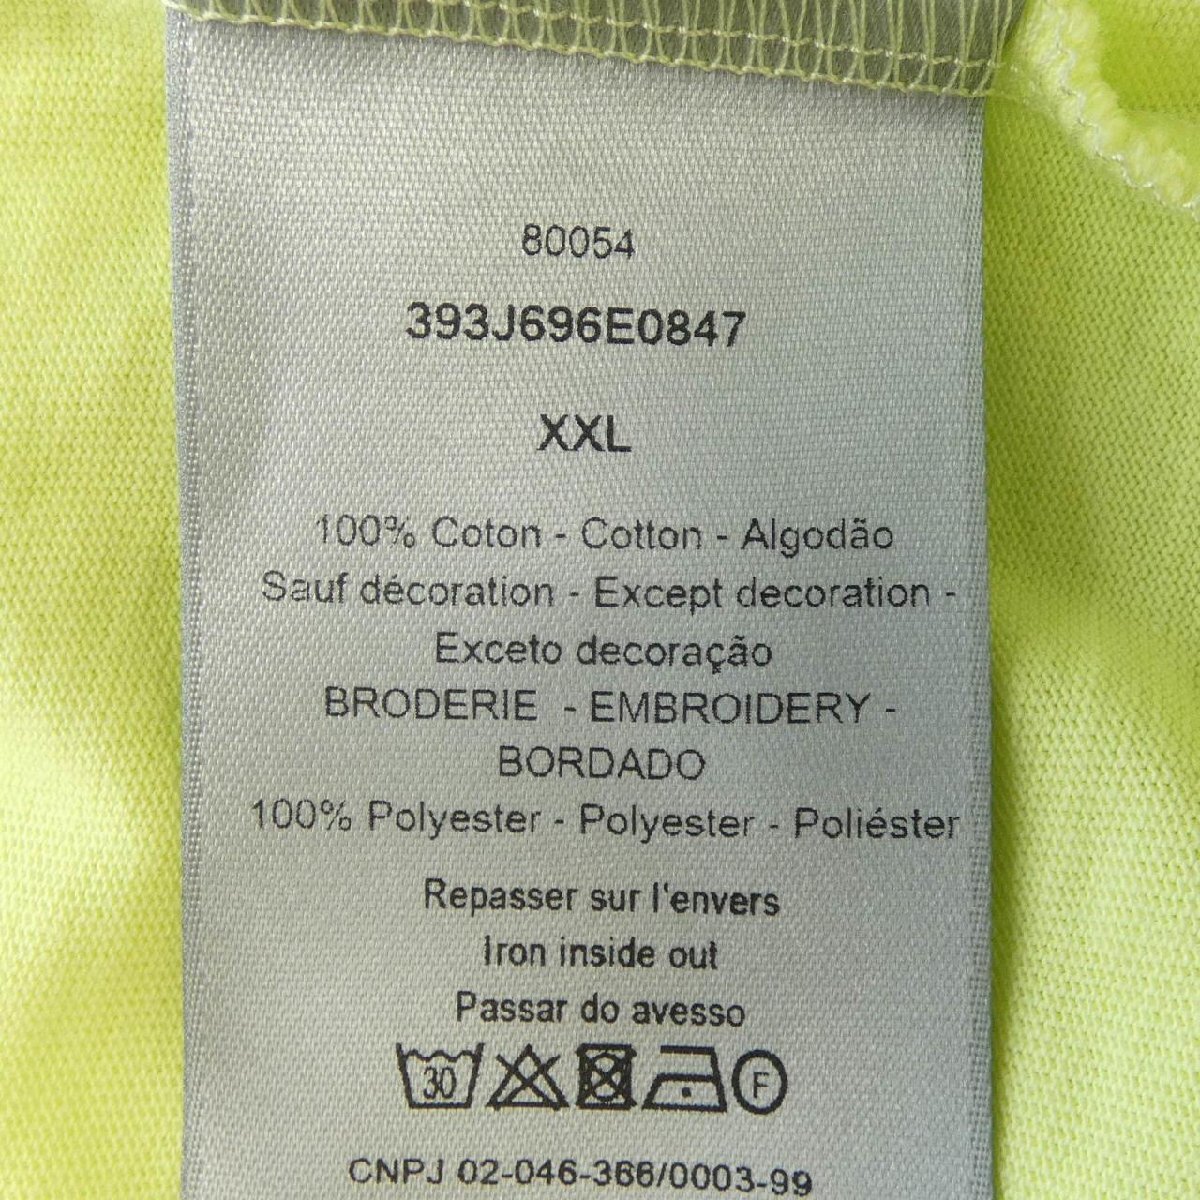 80054
393J696E0847
XXL
100% Coton - Cotton - Algodão
Sauf décoration - Except decoration -
Exceto decoração
BRODERIE - EMBROIDERY -
BORDADO
100% Polyester - Polyester - Poliéster
Repasser sur l'envers
Iron inside out
Passar do avesso
30 F
CNPJ 02-046-366/0003-99